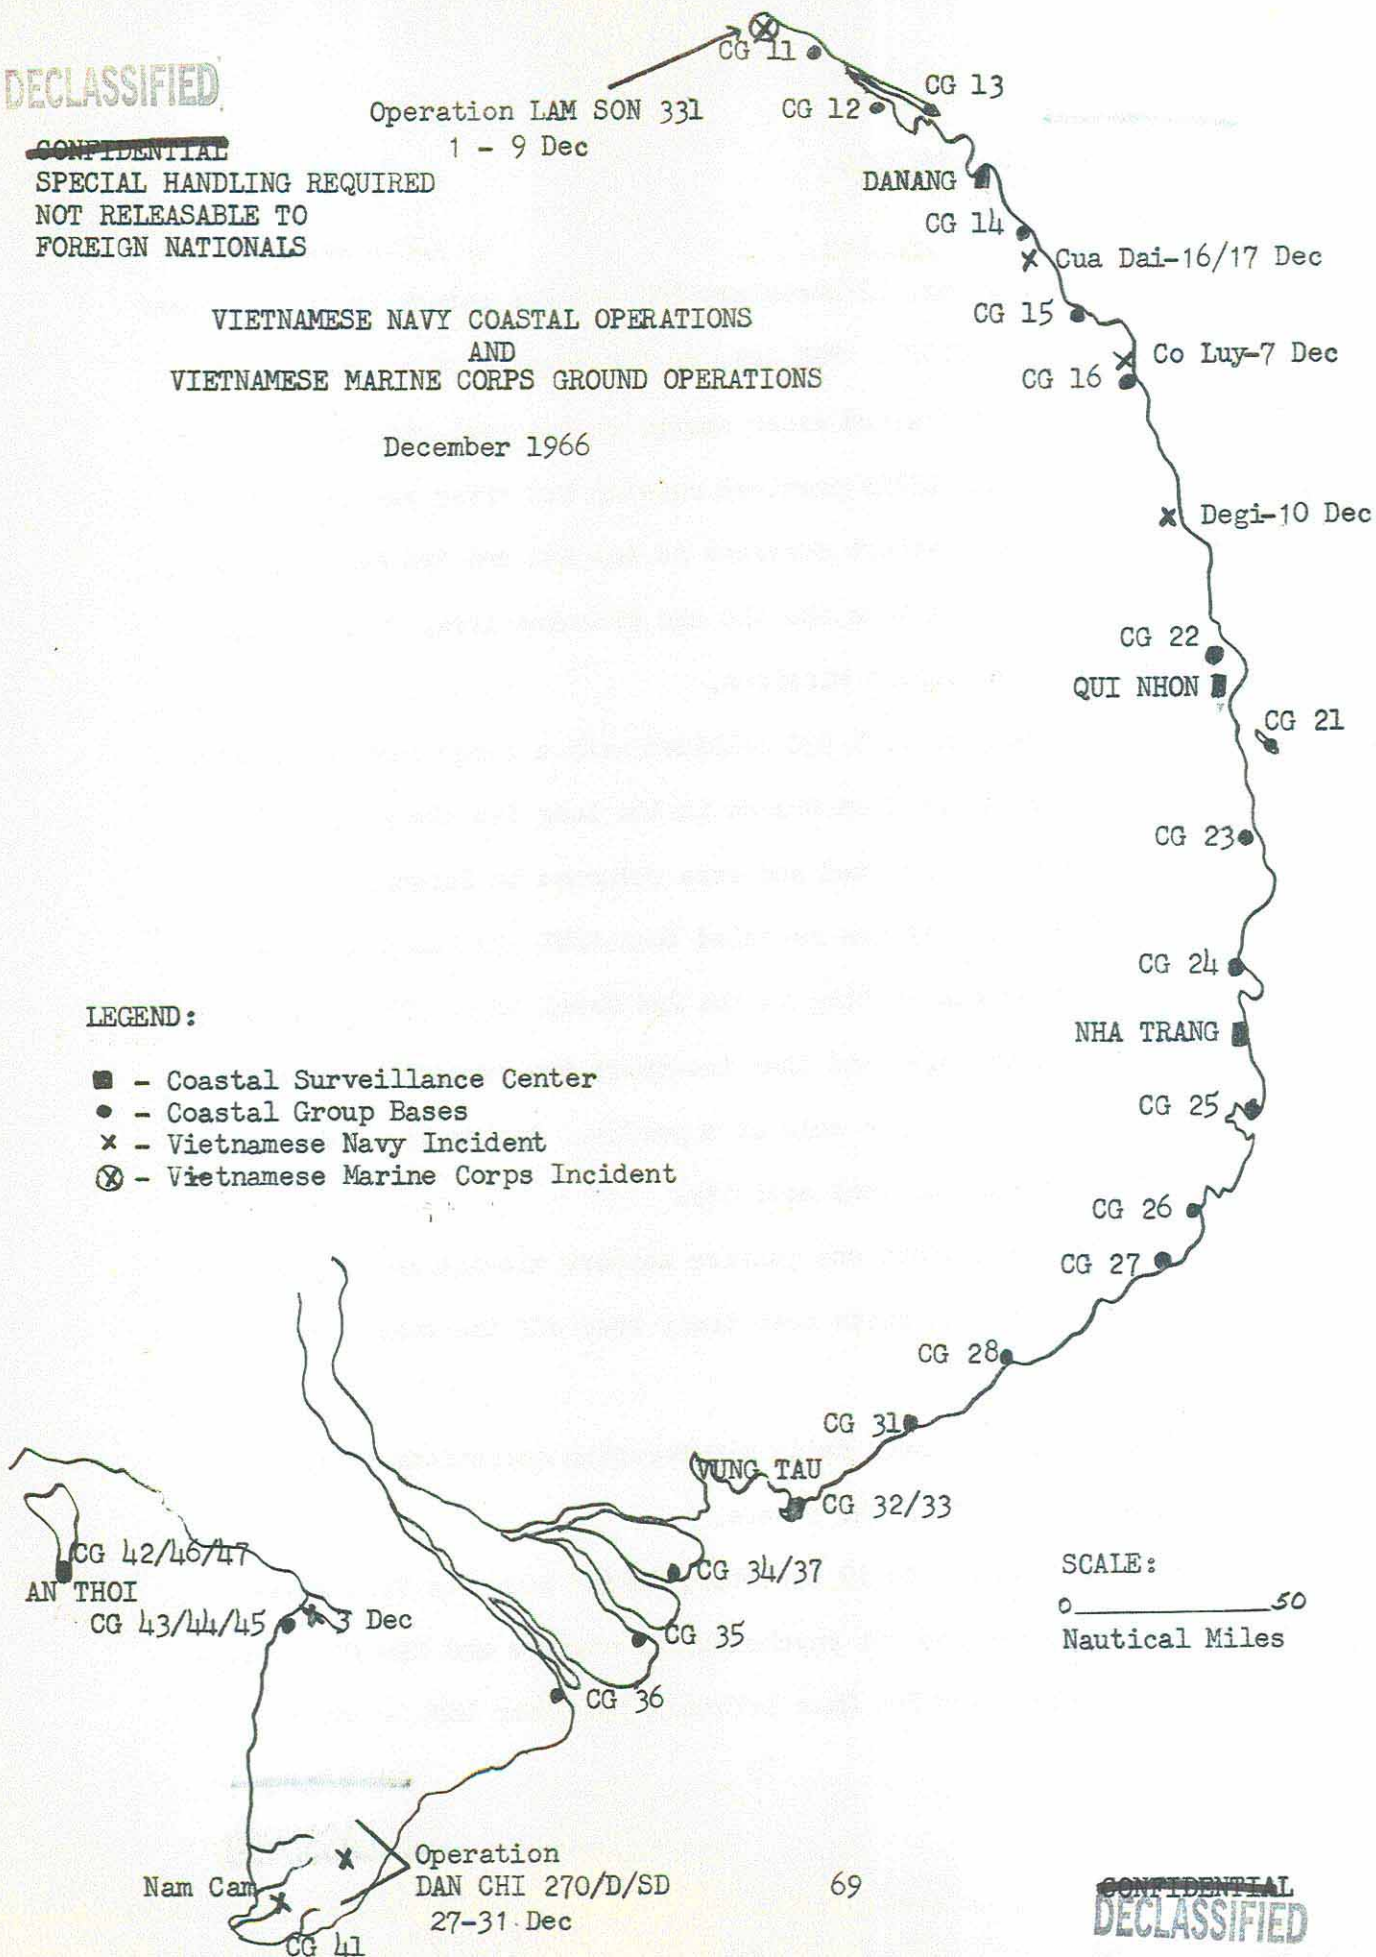 DECLASSIFIED
CONFIDENTIAL
SPECIAL HANDLING REQUIRED
NOT RELEASABLE TO
FOREIGN NATIONALS
Operation LAM SON 331
1 - 9 Dec
VIETNAMESE NAVY COASTAL OPERATIONS
AND
VIETNAMESE MARINE CORPS GROUND OPERATIONS
December 1966
CG 11
CG 13
CG 12
DANANG
CG 14
Cua Dai-16/17 Dec
CG 15
Co Luy-7 Dec
CG 16
Degi-10 Dec
CG 22
QUI NHON
CG 21
CG 23
CG 24
NHA TRANG
CG 25
CG 26
CG 27
CG 28
CG 31
VUNG TAU
CG 32/33
CG 34/37
CG 35
CG 36
LEGEND:
■ - Coastal Surveillance Center
● - Coastal Group Bases
x - Vietnamese Navy Incident
ⓧ - Vietnamese Marine Corps Incident
CG 42/46/47
AN THOI
CG 43/44/45
3 Dec
SCALE:
0 50
Nautical Miles
Nam Cam
CG 41
Operation
DAN CHI 270/D/SD
27-31 Dec
69
CONFIDENTIAL
DECLASSIFIED